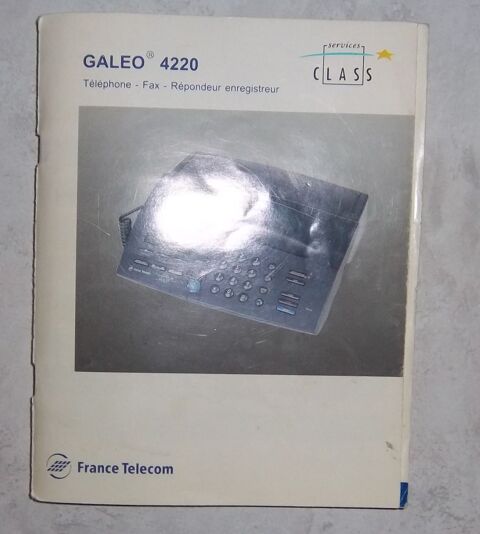 GALEO® 4220
Téléphone - Fax - Répondeur enregistreur
services
CLASS
France Telecom